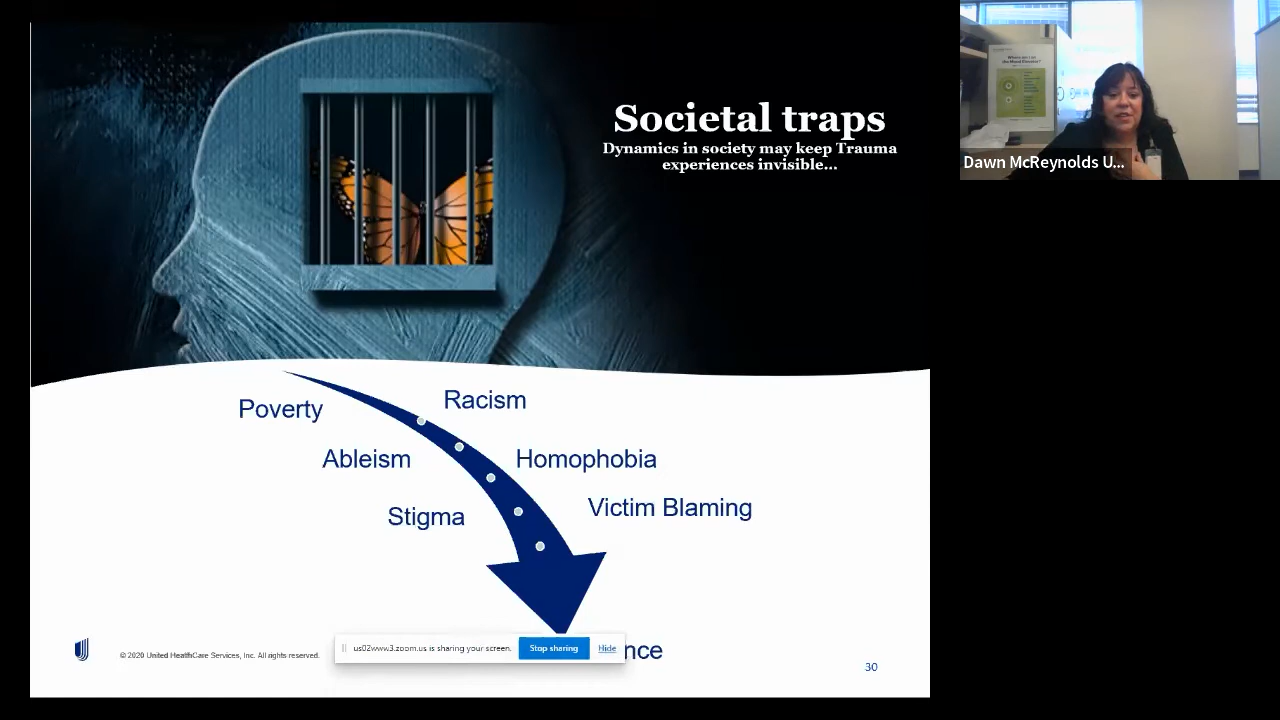 Societal traps
Dynamics in society may keep Trauma
experiences invisible...
Dawn McReynolds U...
Poverty
Racism
Ableism
Homophobia
Stigma
Victim Blaming
us02www3.zoom.us is sharing your screen.
Stop sharing
Hide
nce
© 2020 United HealthCare Services, Inc. All rights reserved.
30